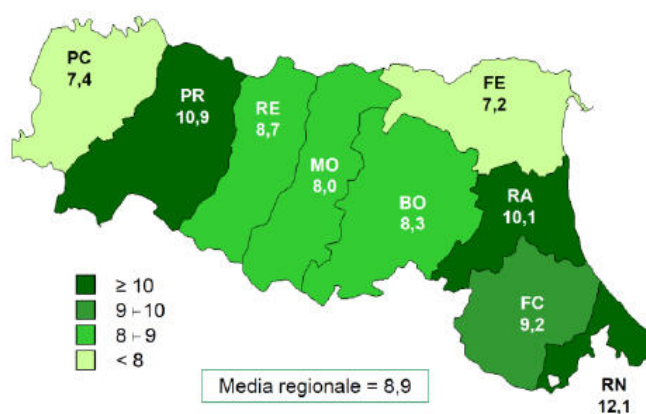 PC
7,4
PR
10,9
RE
8,7
MO
8,0
BO
8,3
FE
7,2
RA
10,1
FC
9,2
RN
12,1
≥ 10
9 ⊢ 10
8 ⊢ 9
< 8
Media regionale = 8,9